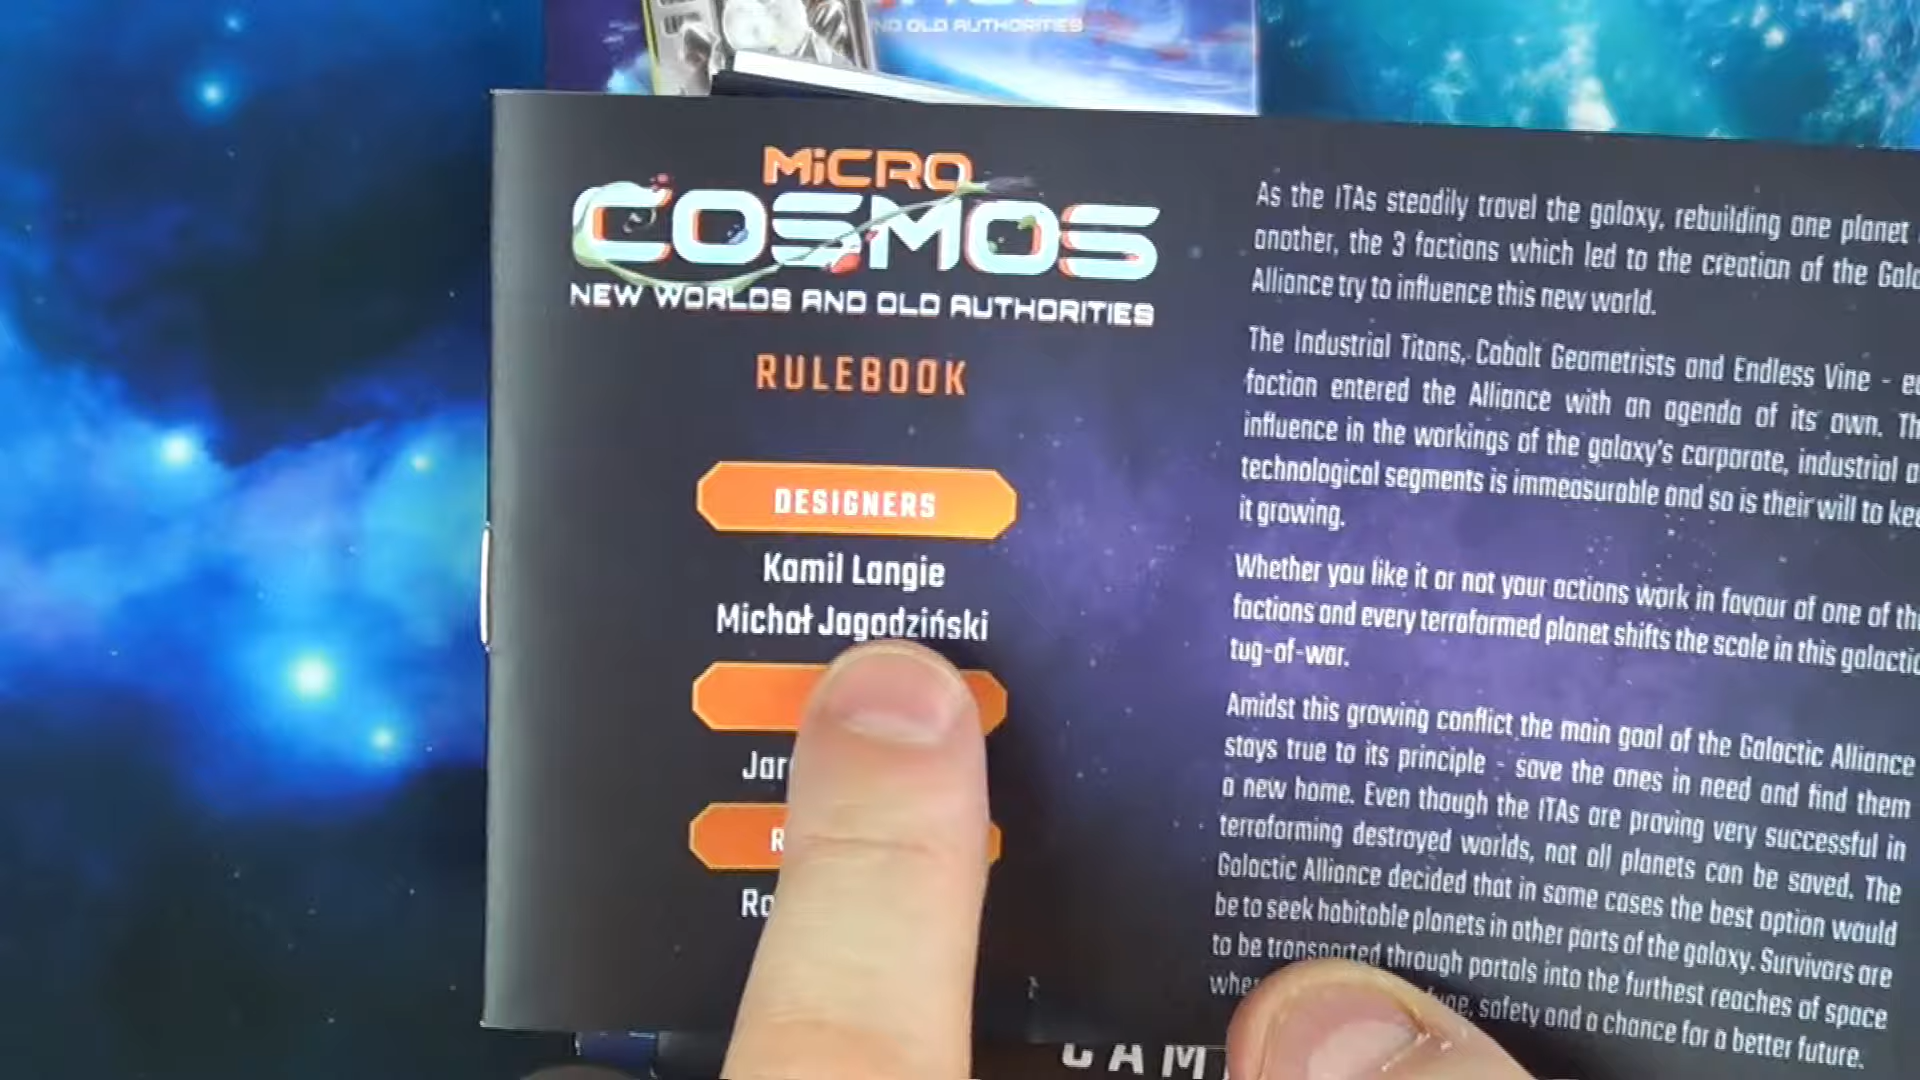 ND OLD AUTHORITIES
MiCRO
COSMOS
NEW WORLDS AND OLD AUTHORITIES
RULEBOOK
DESIGNERS
Kamil Langie
Michał Jagodziński
As the ITAs steadily travel the galaxy, rebuilding one planet
another, the 3 factions which led to the creation of the
Alliance try to influence this new world.
The Industrial Titans, Cobalt Geometrists and Endless Vine -
faction entered the Alliance with an agenda of its own.
influence in the workings of the galaxy's corporate, industrial
technological segments is immeasurable and so is their will to
it growing.
Whether you like it or not your actions work in favour of one of
factions and every terraformed planet shifts the scale in this galactic
tug-of-war.
Amidst this growing conflict the main goal of the Galactic Alliance
stays true to its principle - save the ones in need and find them
a new home. Even though the ITAs are proving very successful in
terraforming destroyed worlds, not all planets can be saved. The
Galactic Alliance decided that in some cases the best option would
be to seek habitable planets in other parts of the galaxy. Survivors are
to be transported through portals into the furthest reaches of space
safety and a chance for a better future.